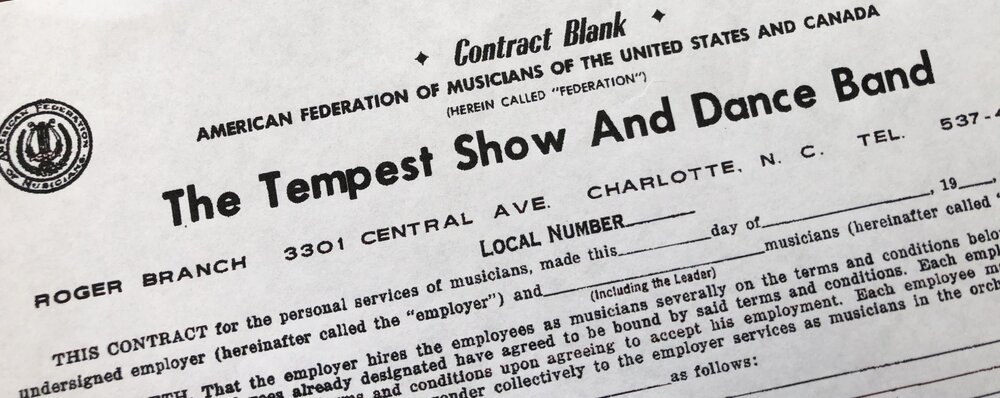 Contract Blank
AMERICAN FEDERATION OF MUSICIANS OF THE UNITED STATES AND CANADA
(HEREIN CALLED "FEDERATION")
AMERICAN FEDERATION OF MUSICIANS
The Tempest Show And Dance Band
ROGER BRANCH 3301 CENTRAL AVE. CHARLOTTE, N. C. TEL. 537-
LOCAL NUMBER
THIS CONTRACT for the personal services of musicians, made this day of , 19 ,
undersigned employer (hereinafter called the "employer") and musicians (hereinafter called "
(Including the Leader)
That the employer hires the employees as musicians severally on the terms and conditions
already designated have agreed to be bound by said terms and conditions. Each
and conditions upon agreeing to accept his employment. Each employee
collectively to the employer services as musicians in the
as follows: